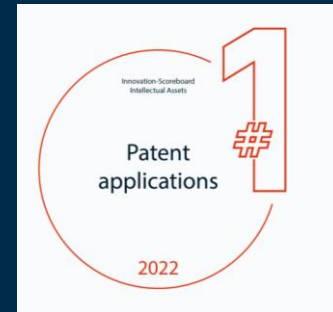 Innovation-Scoreboard
Intellectual Assets
#1
Patent
applications
2022